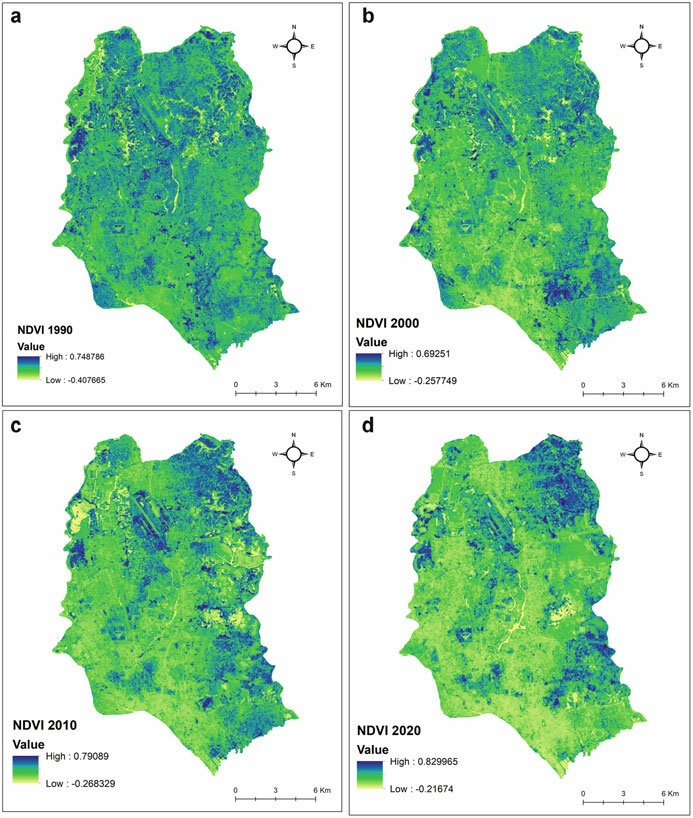 a
N
W E
S
NDVI 1990
Value
High : 0.748786
Low : -0.407665
0 3 6 Km
b
N
W E
S
NDVI 2000
Value
High : 0.69251
Low : -0.257749
0 3 6 Km
c
N
W E
S
NDVI 2010
Value
High : 0.79089
Low : -0.268329
0 3 6 Km
d
N
W E
S
NDVI 2020
Value
High : 0.829965
Low : -0.21674
0 3 6 Km